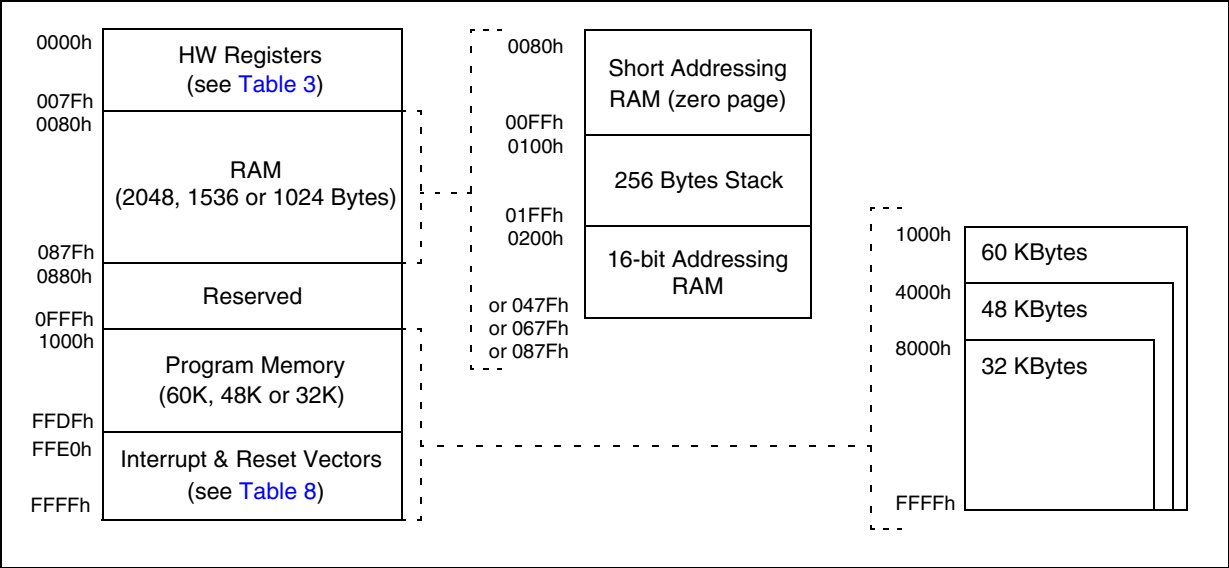 0000h
HW Registers
(see Table 3)
007Fh
0080h
RAM
(2048, 1536 or 1024 Bytes)
087Fh
0880h
Reserved
0FFFh
1000h
Program Memory
(60K, 48K or 32K)
FFDFh
FFE0h
Interrupt & Reset Vectors
(see Table 8)
FFFFh
0080h
Short Addressing
RAM (zero page)
00FFh
0100h
256 Bytes Stack
01FFh
0200h
16-bit Addressing
RAM
or 047Fh
or 067Fh
or 087Fh
1000h
60 KBytes
4000h
48 KBytes
8000h
32 KBytes
FFFFh